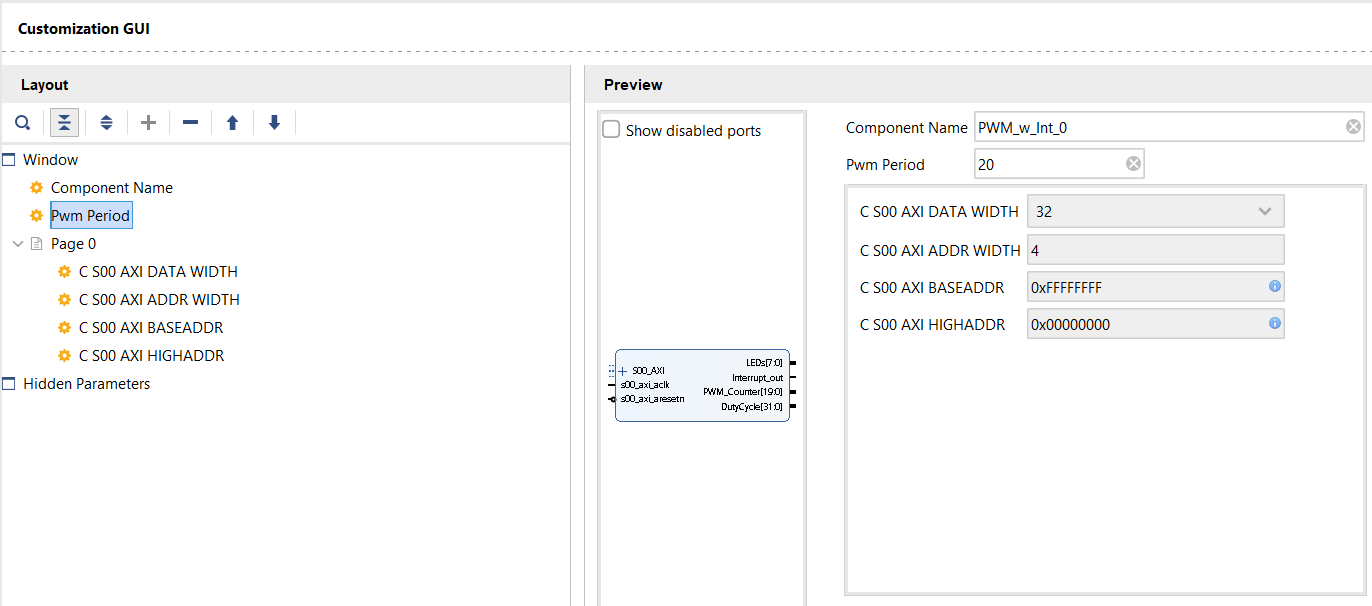 Customization GUI
Layout
Window
Component Name
Pwm Period
Page 0
C S00 AXI DATA WIDTH
C S00 AXI ADDR WIDTH
C S00 AXI BASEADDR
C S00 AXI HIGHADDR
Hidden Parameters
Preview
Show disabled ports
S00_AXI
s00_axi_aclk
s00_axi_aresetn
LEDs[7:0]
Interrupt_out
PWM_Counter[19:0]
DutyCycle[31:0]
Component Name PWM_w_Int_0
Pwm Period 20
C S00 AXI DATA WIDTH 32
C S00 AXI ADDR WIDTH 4
C S00 AXI BASEADDR 0xFFFFFFFF
C S00 AXI HIGHADDR 0x00000000